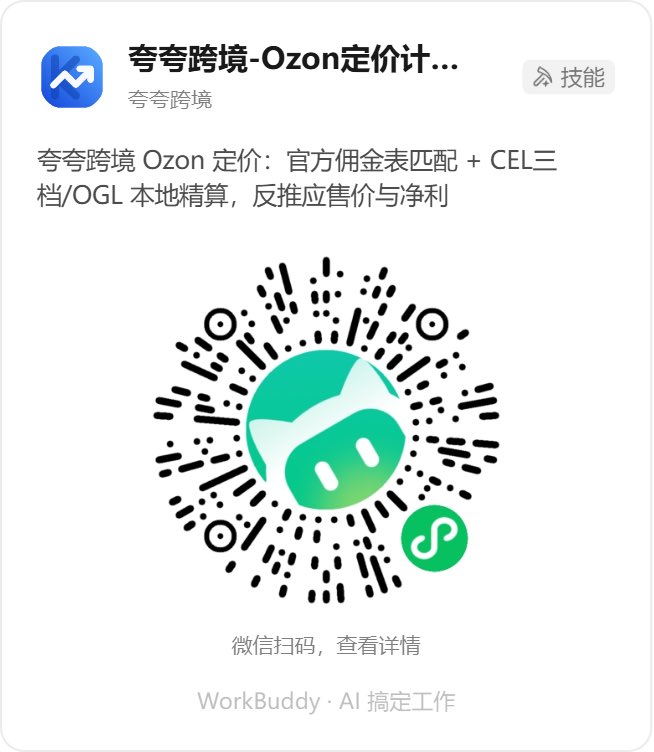 夸夸跨境-Ozon定价计...
夸夸跨境
技能
夸夸跨境 Ozon 定价：官方佣金表匹配 + CEL三
档/OGL 本地精算，反推应售价与净利
微信扫码，查看详情
WorkBuddy · AI 搞定工作